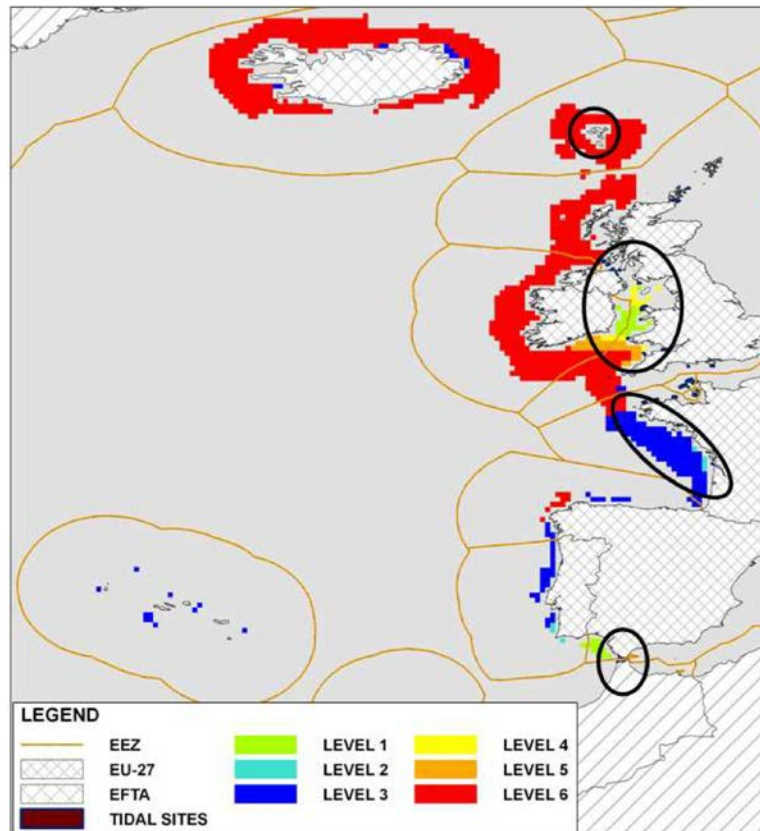 LEGEND
EEZ
EU-27
EFTA
TIDAL SITES
LEVEL 1
LEVEL 2
LEVEL 3
LEVEL 4
LEVEL 5
LEVEL 6